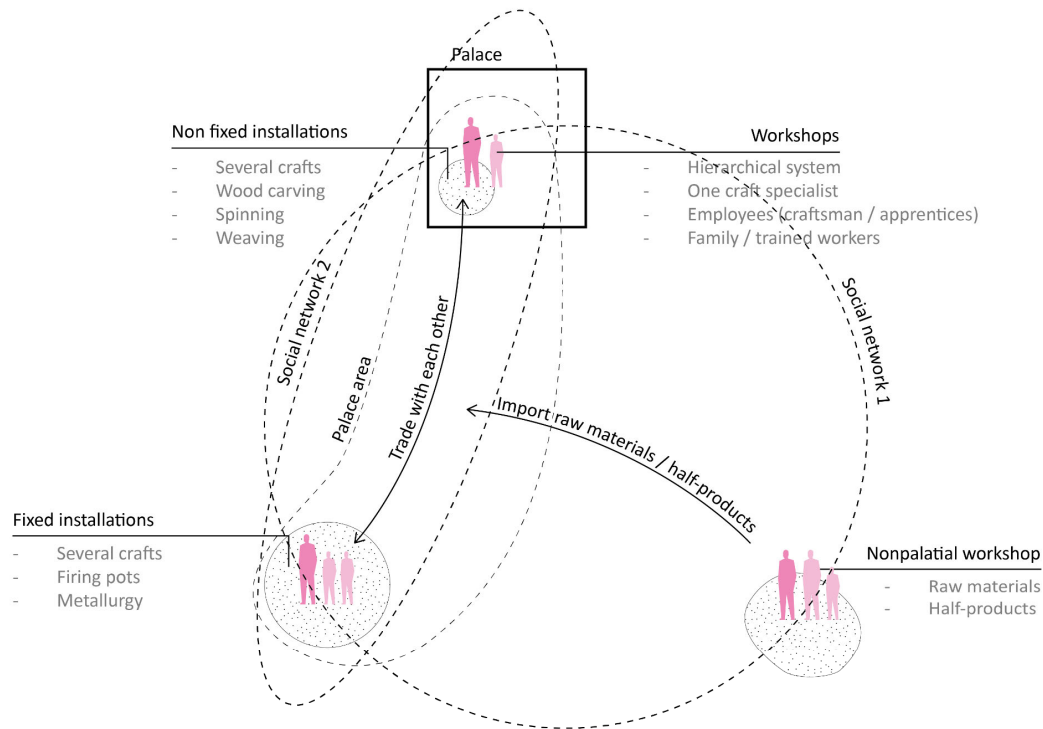 Palace
Non fixed installations
- Several crafts
- Wood carving
- Spinning
- Weaving
Workshops
- Hierarchical system
- One craft specialist
- Employees (craftsman / apprentices)
- Family / trained workers
Social network 2
Palace area
Trade with each other
Import raw materials / half-products
Social network 1
Fixed installations
- Several crafts
- Firing pots
- Metallurgy
Nonpalatial workshop
- Raw materials
- Half-products